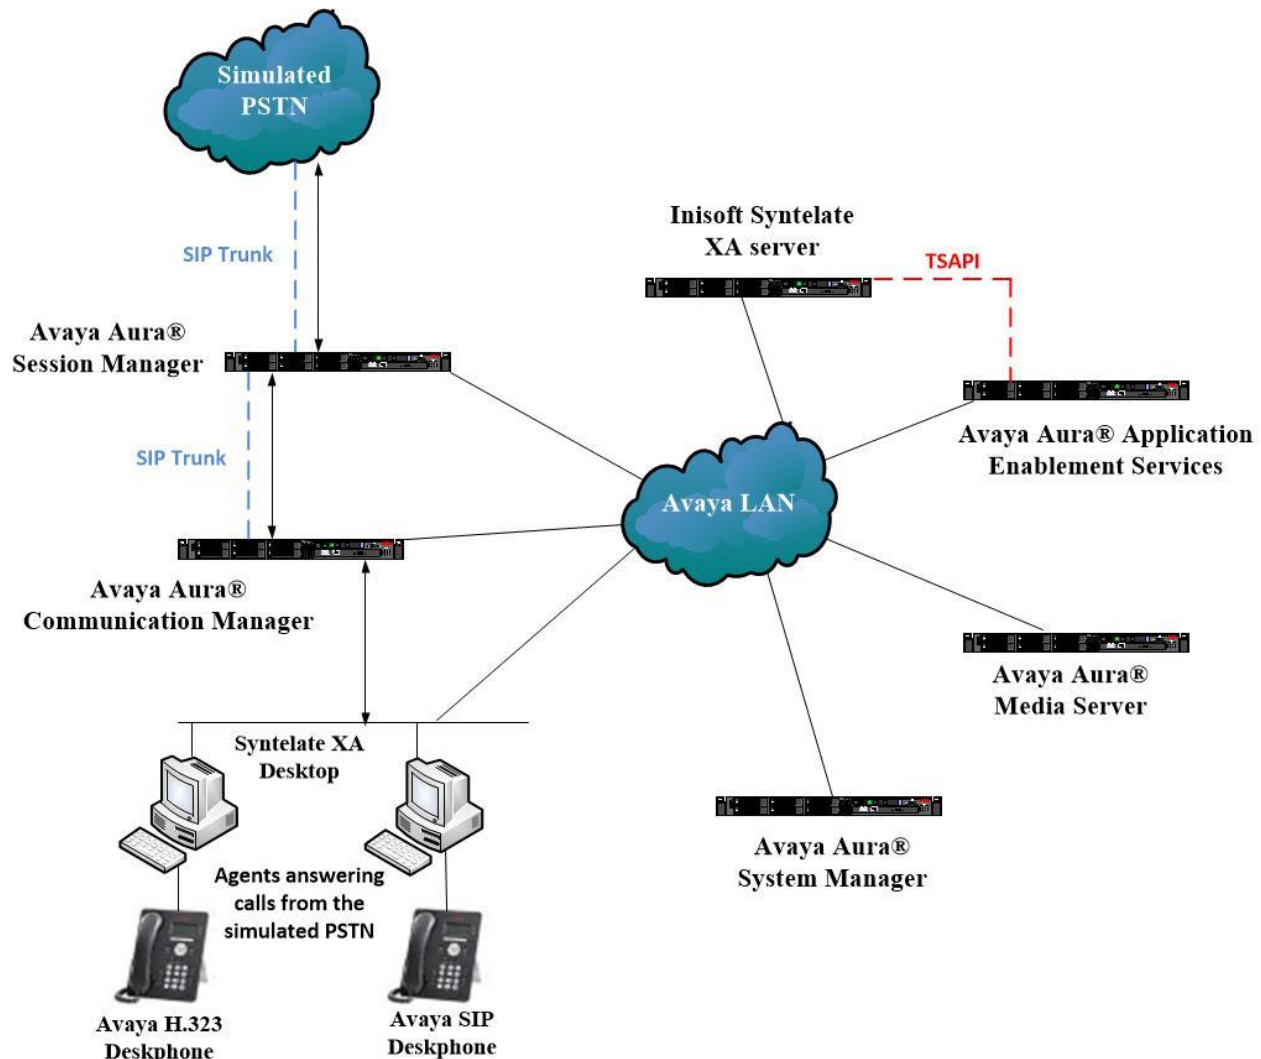 Simulated
PSTN
SIP Trunk
Inisoft Syntelate
XA server
TSAPI
Avaya Aura®
Session Manager
SIP Trunk
Avaya Aura® Application
Enablement Services
Avaya LAN
Avaya Aura®
Communication Manager
Avaya Aura®
Media Server
Syntelate XA
Desktop
Avaya Aura®
System Manager
Agents answering
calls from the
simulated PSTN
Avaya H.323
Deskphone
Avaya SIP
Deskphone